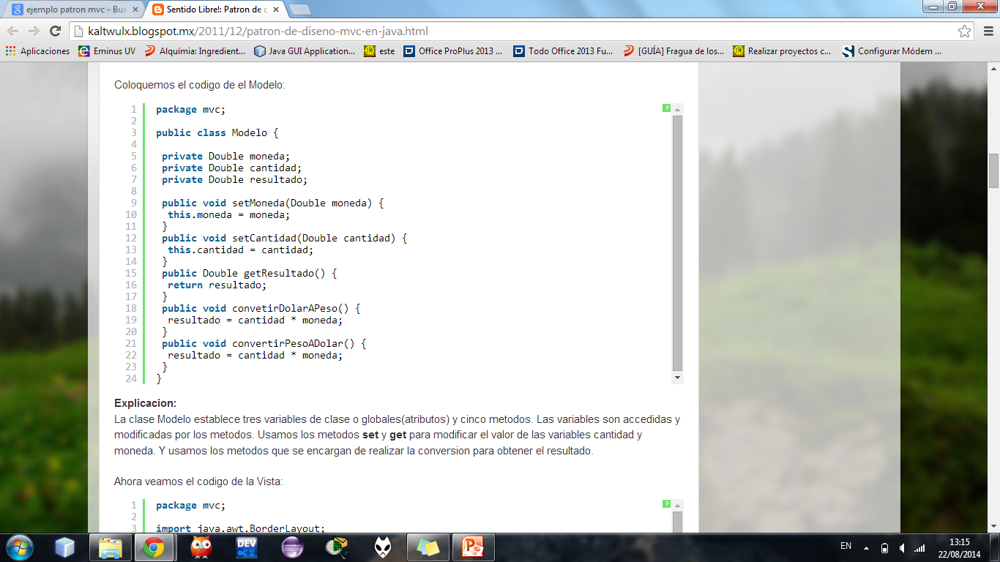 ejemplo patron mvc - Bus
Sentido Libre!: Patron de d
kaltwulx.blogspot.mx/2011/12/patron-de-diseno-mvc-en-java.html
Aplicaciones
Eminus UV
Alquímia: Ingredient...
Java GUI Application...
este
Office ProPlus 2013 ...
Todo Office 2013 Fu...
[GUÍA] Fragua de los...
Realizar proyectos c...
Configurar Módem ...
Coloquemos el codigo de el Modelo:
?
1 package mvc;
2
3 public class Modelo {
4
5 private Double moneda;
6 private Double cantidad;
7 private Double resultado;
8
9 public void setMoneda(Double moneda) {
10 this.moneda = moneda;
11 }
12 public void setCantidad(Double cantidad) {
13 this.cantidad = cantidad;
14 }
15 public Double getResultado() {
16 return resultado;
17 }
18 public void convetirDolarAPeso() {
19 resultado = cantidad * moneda;
20 }
21 public void convertirPesoADolar() {
22 resultado = cantidad * moneda;
23 }
24 }
Explicacion:
La clase Modelo establece tres variables de clase o globales(atributos) y cinco metodos. Las variables son accedidas y
modificadas por los metodos. Usamos los metodos set y get para modificar el valor de las variables cantidad y
moneda. Y usamos los metodos que se encargan de realizar la conversion para obtener el resultado.
Ahora veamos el codigo de la Vista:
?
1 package mvc;
2
3 import java.awt.BorderLayout;
DEV
C++
EN
13:15
22/08/2014